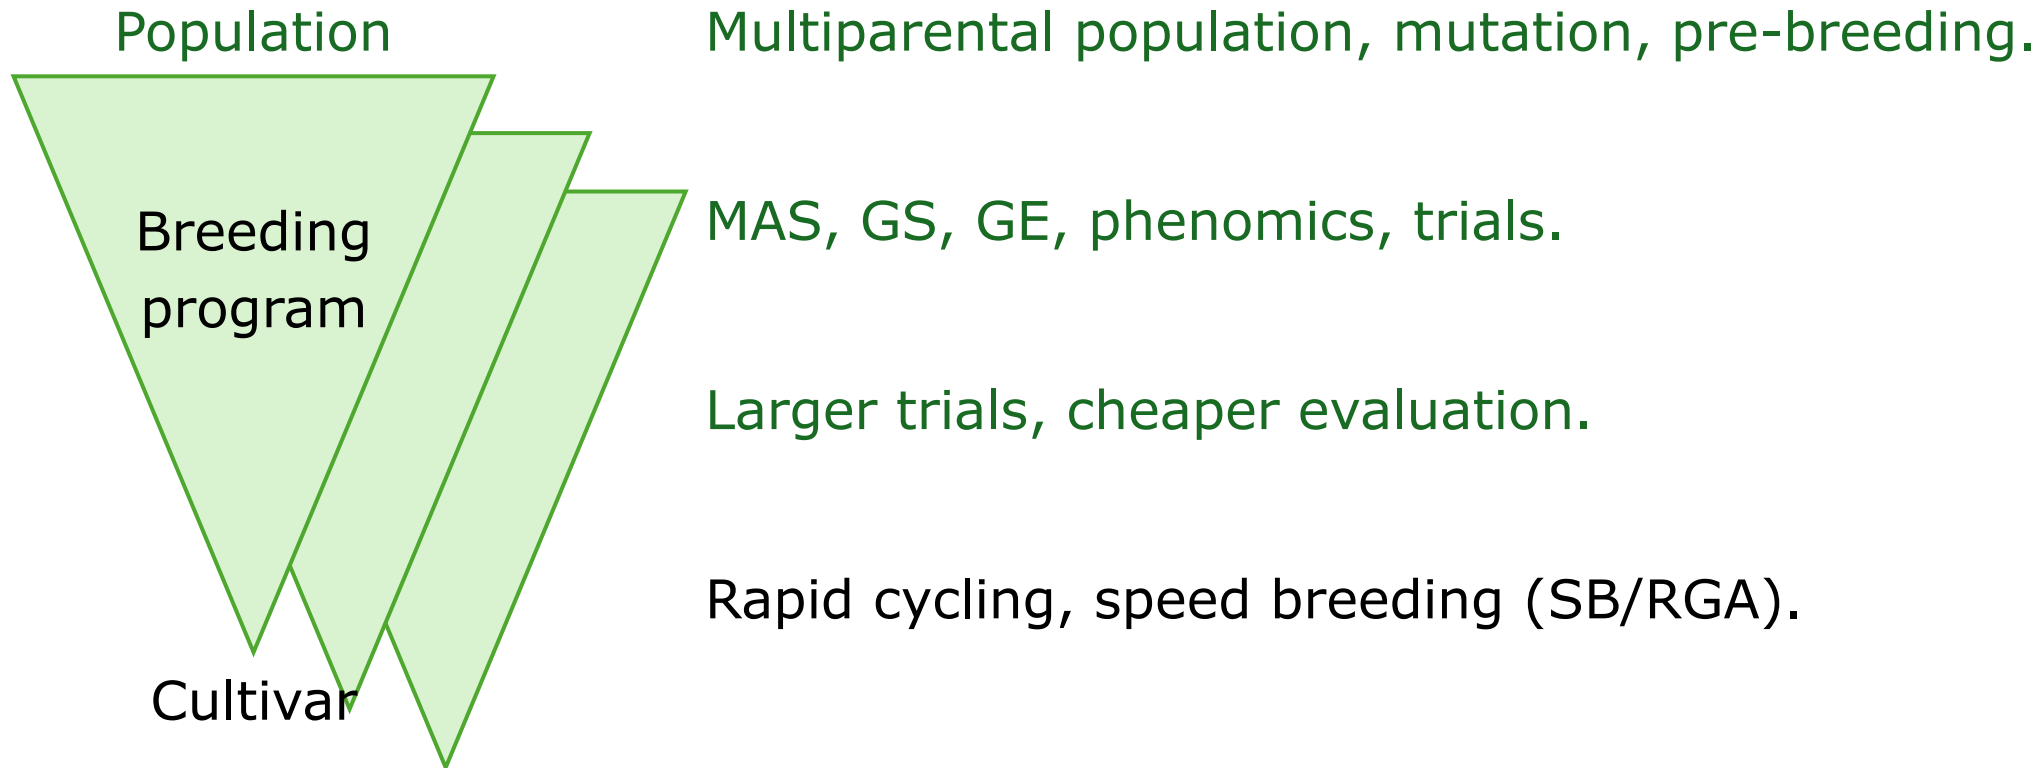 Population
Multiparental population, mutation, pre-breeding.
Breeding
program
MAS, GS, GE, phenomics, trials.
Larger trials, cheaper evaluation.
Rapid cycling, speed breeding (SB/RGA).
Cultivar